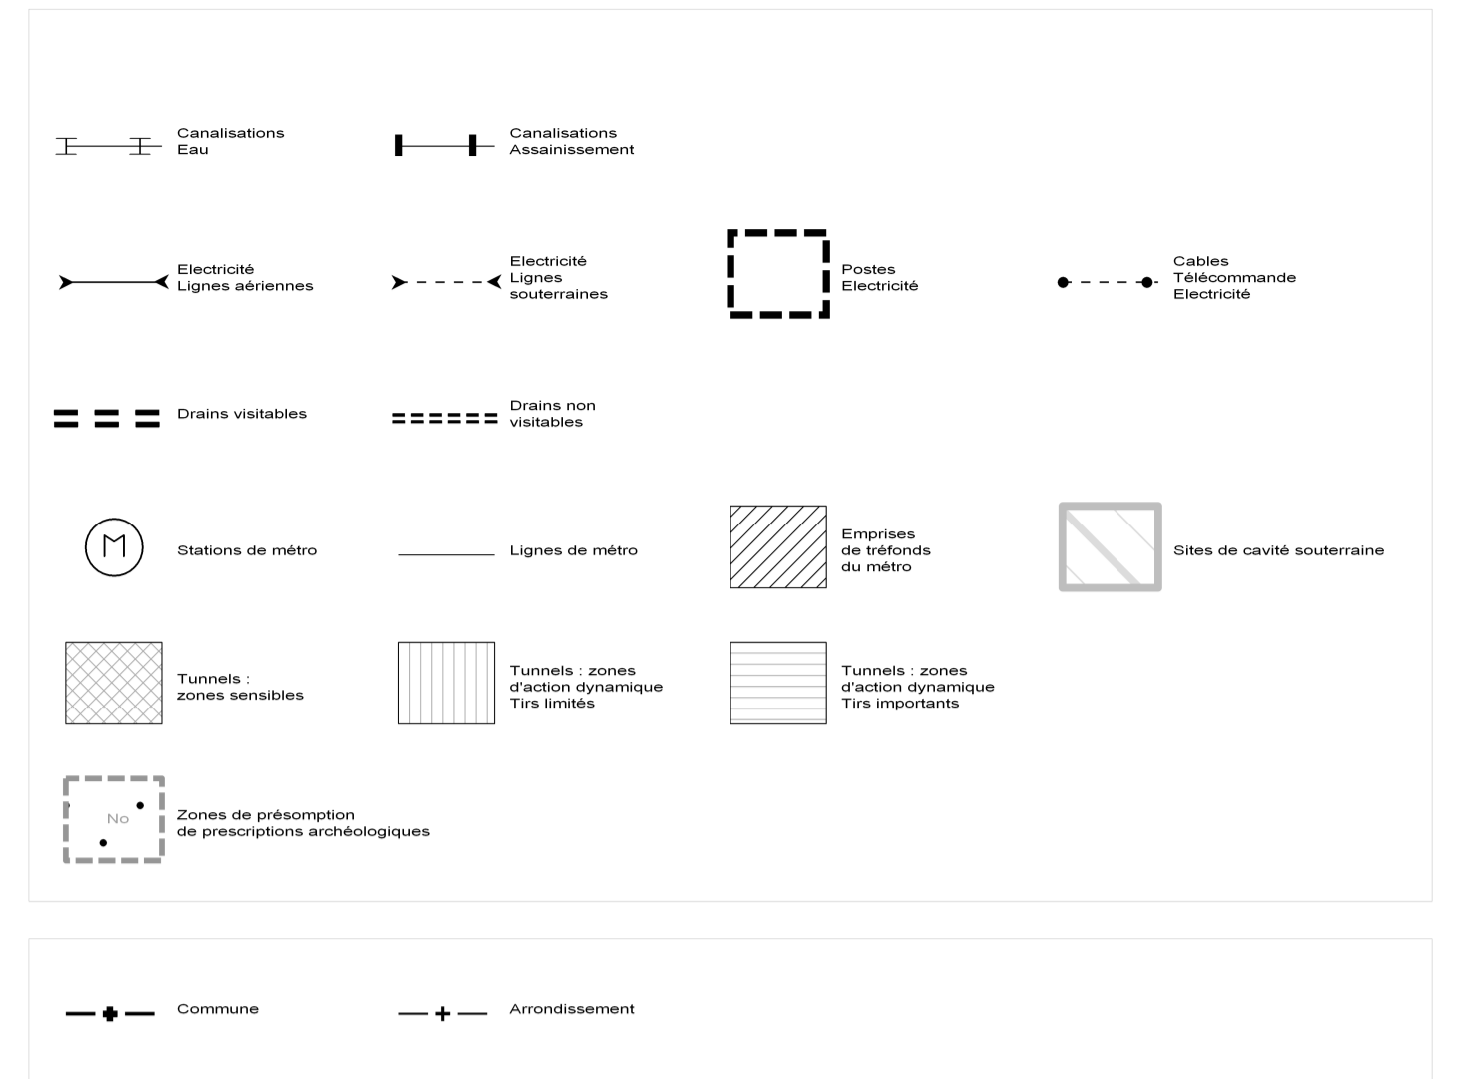 Canalisations
Eau
Canalisations
Assainissement
Electricité
Lignes aériennes
Electricité
Lignes
souterraines
Postes
Electricité
Cables
Télécommande
Electricité
Drains visitables
Drains non
visitables
M
Stations de métro
Lignes de métro
Emprises
de tréfonds
du métro
Sites de cavité souterraine
Tunnels :
zones sensibles
Tunnels : zones
d'action dynamique
Tirs limités
Tunnels : zones
d'action dynamique
Tirs importants
No
Zones de présomption
de prescriptions archéologiques
Commune
Arrondissement